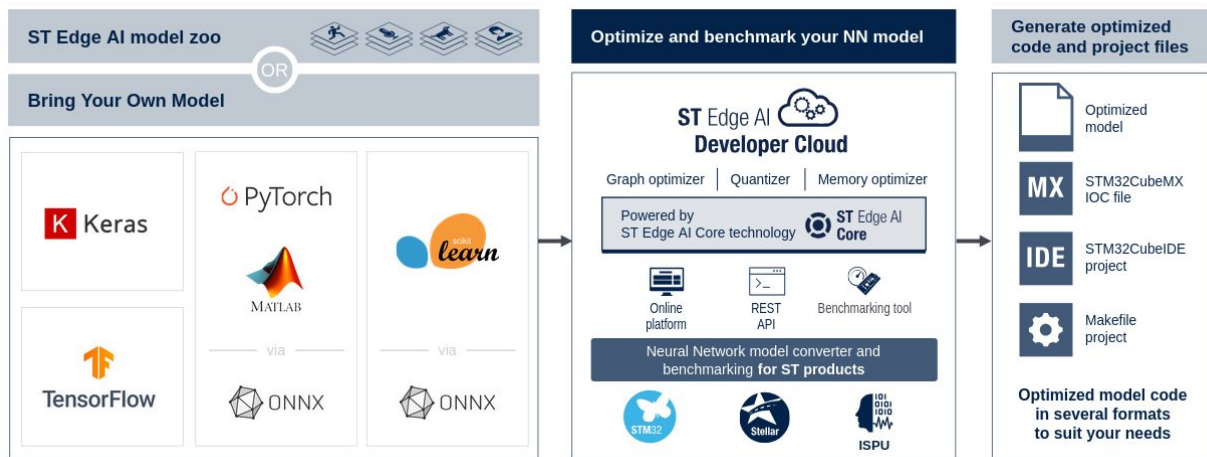 ST Edge AI model zoo
OR
Bring Your Own Model
K Keras
TensorFlow
PyTorch
MATLAB
via
ONNX
scikit
learn
via
ONNX
Optimize and benchmark your NN model
ST Edge AI
Developer Cloud
Graph optimizer | Quantizer | Memory optimizer
Powered by
ST Edge AI Core technology
ST Edge AI
Core
Online
platform
REST
API
Benchmarking tool
Neural Network model converter and
benchmarking for ST products
STM32
Stellar
101
0101
1010
ISPU
Generate optimized
code and project files
Optimized
model
MX
STM32CubeMX
IOC file
IDE
STM32CubeIDE
project
Makefile
project
Optimized model code
in several formats
to suit your needs